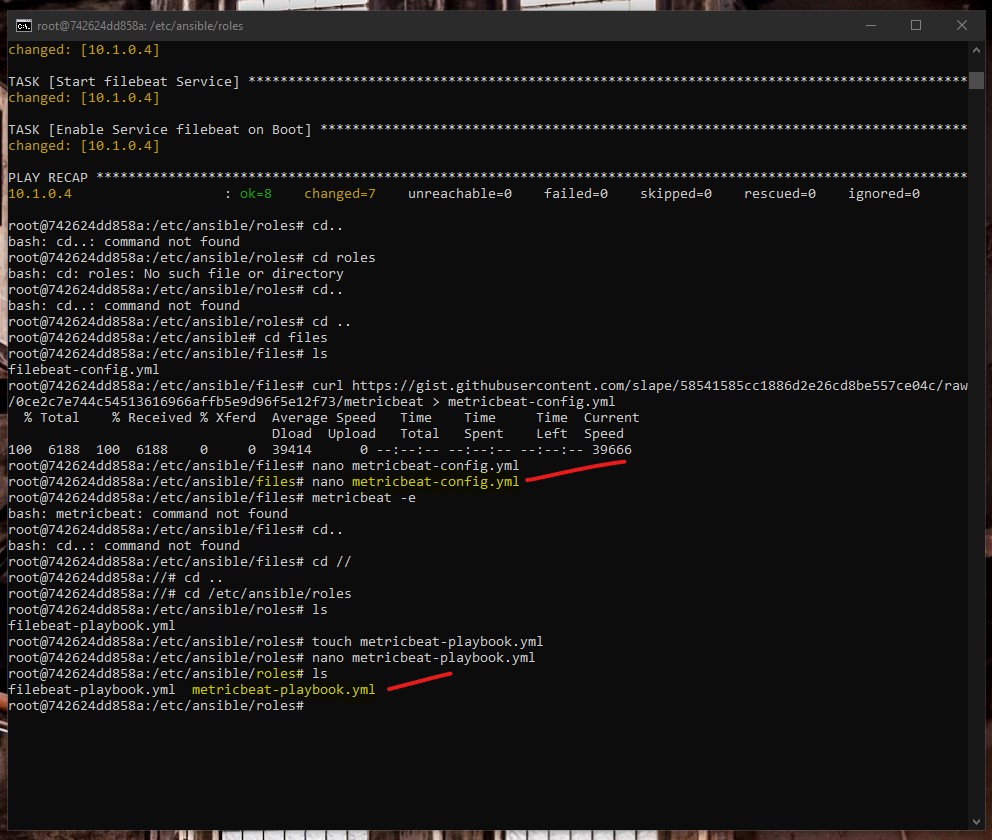 root@742624dd858a: /etc/ansible/roles
changed: [10.1.0.4]
TASK [Start filebeat Service] ******************************************************************************************
changed: [10.1.0.4]
TASK [Enable Service filebeat on Boot] *********************************************************************************
changed: [10.1.0.4]
PLAY RECAP *************************************************************************************************************
10.1.0.4                   : ok=8    changed=7    unreachable=0    failed=0    skipped=0    rescued=0    ignored=0
root@742624dd858a:/etc/ansible/roles# cd..
bash: cd..: command not found
root@742624dd858a:/etc/ansible/roles# cd roles
bash: cd: roles: No such file or directory
root@742624dd858a:/etc/ansible/roles# cd..
bash: cd..: command not found
root@742624dd858a:/etc/ansible/roles# cd ..
root@742624dd858a:/etc/ansible# cd files
root@742624dd858a:/etc/ansible/files# ls
filebeat-config.yml
root@742624dd858a:/etc/ansible/files# curl https://gist.githubusercontent.com/slape/58541585cc1886d2e26cd8be557ce04c/raw
/0ce2c7e744c54513616966affb5e9d96f5e12f73/metricbeat > metricbeat-config.yml
  % Total    % Received % Xferd  Average Speed   Time    Time     Time  Current
                                 Dload  Upload   Total   Spent    Left  Speed
100  6188  100  6188    0     0  39414      0 --:--:-- --:--:-- --:--:-- 39666
root@742624dd858a:/etc/ansible/files# nano metricbeat-config.yml
root@742624dd858a:/etc/ansible/files# nano metricbeat-config.yml
root@742624dd858a:/etc/ansible/files# metricbeat -e
bash: metricbeat: command not found
root@742624dd858a:/etc/ansible/files# cd..
bash: cd..: command not found
root@742624dd858a:/etc/ansible/files# cd //
root@742624dd858a://# cd ..
root@742624dd858a://# cd /etc/ansible/roles
root@742624dd858a:/etc/ansible/roles# ls
filebeat-playbook.yml
root@742624dd858a:/etc/ansible/roles# touch metricbeat-playbook.yml
root@742624dd858a:/etc/ansible/roles# nano metricbeat-playbook.yml
root@742624dd858a:/etc/ansible/roles# ls
filebeat-playbook.yml  metricbeat-playbook.yml
root@742624dd858a:/etc/ansible/roles#